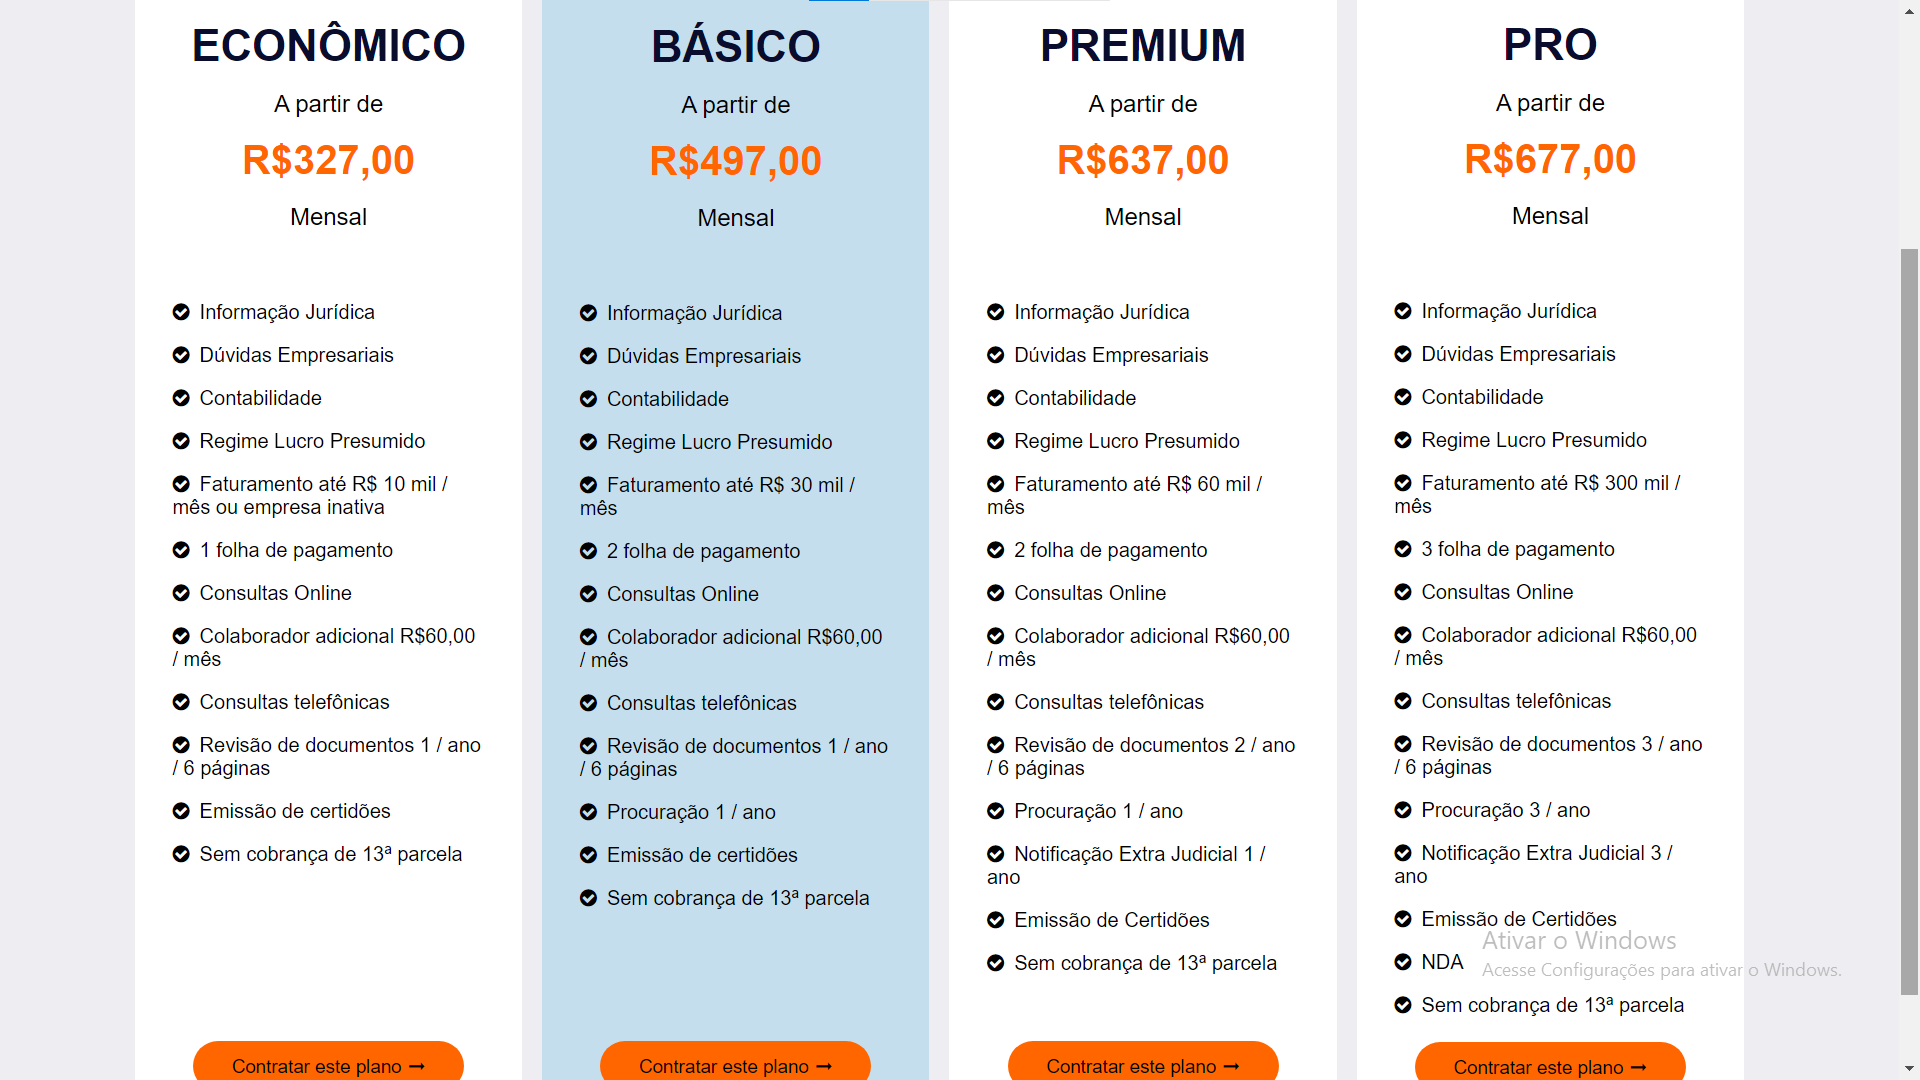 ECONÔMICO
A partir de
R$327,00
Mensal
Informação Jurídica
Dúvidas Empresariais
Contabilidade
Regime Lucro Presumido
Faturamento até R$ 10 mil /
mês ou empresa inativa
1 folha de pagamento
Consultas Online
Colaborador adicional R$60,00
/ mês
Consultas telefônicas
Revisão de documentos 1 / ano
/ 6 páginas
Emissão de certidões
Sem cobrança de 13ª parcela
Contratar este plano →
BÁSICO
A partir de
R$497,00
Mensal
Informação Jurídica
Dúvidas Empresariais
Contabilidade
Regime Lucro Presumido
Faturamento até R$ 30 mil /
mês
2 folha de pagamento
Consultas Online
Colaborador adicional R$60,00
/ mês
Consultas telefônicas
Revisão de documentos 1 / ano
/ 6 páginas
Procuração 1 / ano
Emissão de certidões
Sem cobrança de 13ª parcela
Contratar este plano →
PREMIUM
A partir de
R$637,00
Mensal
Informação Jurídica
Dúvidas Empresariais
Contabilidade
Regime Lucro Presumido
Faturamento até R$ 60 mil /
mês
2 folha de pagamento
Consultas Online
Colaborador adicional R$60,00
/ mês
Consultas telefônicas
Revisão de documentos 2 / ano
/ 6 páginas
Procuração 1 / ano
Notificação Extra Judicial 1 /
ano
Emissão de Certidões
Sem cobrança de 13ª parcela
Contratar este plano →
PRO
A partir de
R$677,00
Mensal
Informação Jurídica
Dúvidas Empresariais
Contabilidade
Regime Lucro Presumido
Faturamento até R$ 300 mil /
mês
3 folha de pagamento
Consultas Online
Colaborador adicional R$60,00
/ mês
Consultas telefônicas
Revisão de documentos 3 / ano
/ 6 páginas
Procuração 3 / ano
Notificação Extra Judicial 3 /
ano
Emissão de Certidões
NDA
Sem cobrança de 13ª parcela
Contratar este plano →
Ativar o Windows
Acesse Configurações para ativar o Windows.